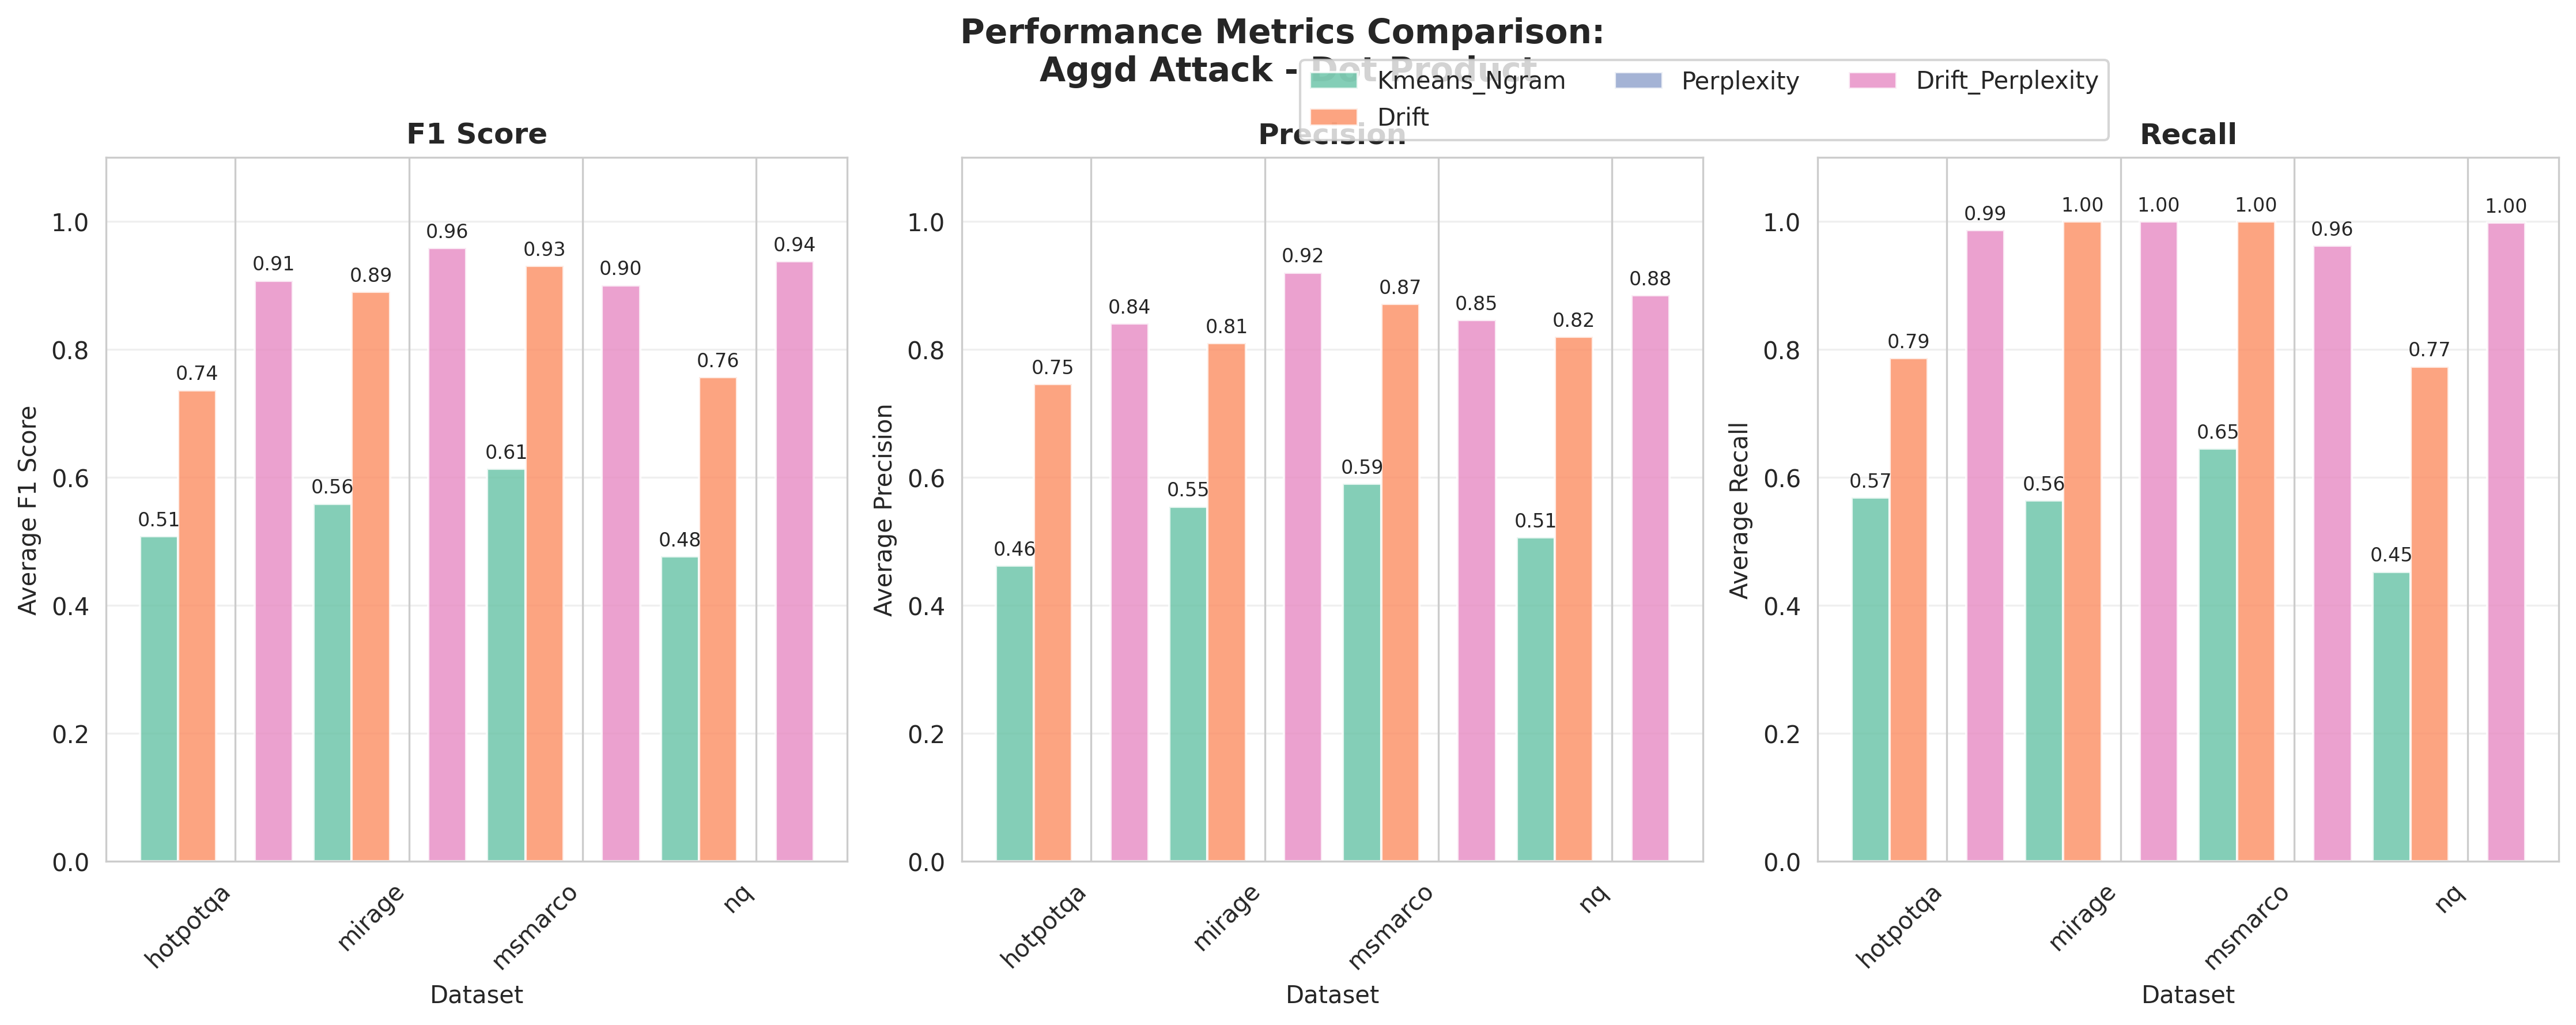 Performance Metrics Comparison:
Aggd Attack - Dot Product
Kmeans_Ngram
Perplexity
Drift_Perplexity
Drift
F1 Score
Average F1 Score
1.0
0.8
0.6
0.4
0.2
0.0
0.51
0.74
0.91
0.56
0.89
0.96
0.61
0.93
0.90
0.48
0.76
0.94
hotpotqa
mirage
msmarco
nq
Dataset
Precision
Average Precision
1.0
0.8
0.6
0.4
0.2
0.0
0.46
0.75
0.84
0.55
0.81
0.92
0.59
0.87
0.85
0.51
0.82
0.88
hotpotqa
mirage
msmarco
nq
Dataset
Recall
Average Recall
1.0
0.8
0.6
0.4
0.2
0.0
0.57
0.79
0.99
0.56
1.00
1.00
0.65
1.00
0.96
0.45
0.77
1.00
hotpotqa
mirage
msmarco
nq
Dataset